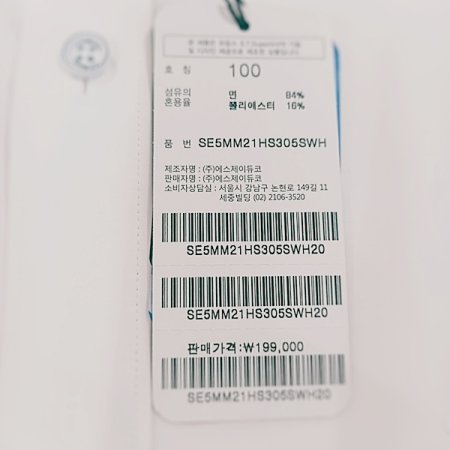 호 칭 100
섬유의 면 84%
혼용율 폴리에스터 16%
품 번 SE5MM21HS305SWH
제조자명 : (주)에스제이듀코
판매자명 : (주)에스제이듀코
소비자상담실 : 서울시 강남구 논현로 149길 11
세중빌딩 (02) 2106-3520
SE5MM21HS305SWH20
SE5MM21HS305SWH20
판매가격:₩199,000
SE5MM21HS305SWH20